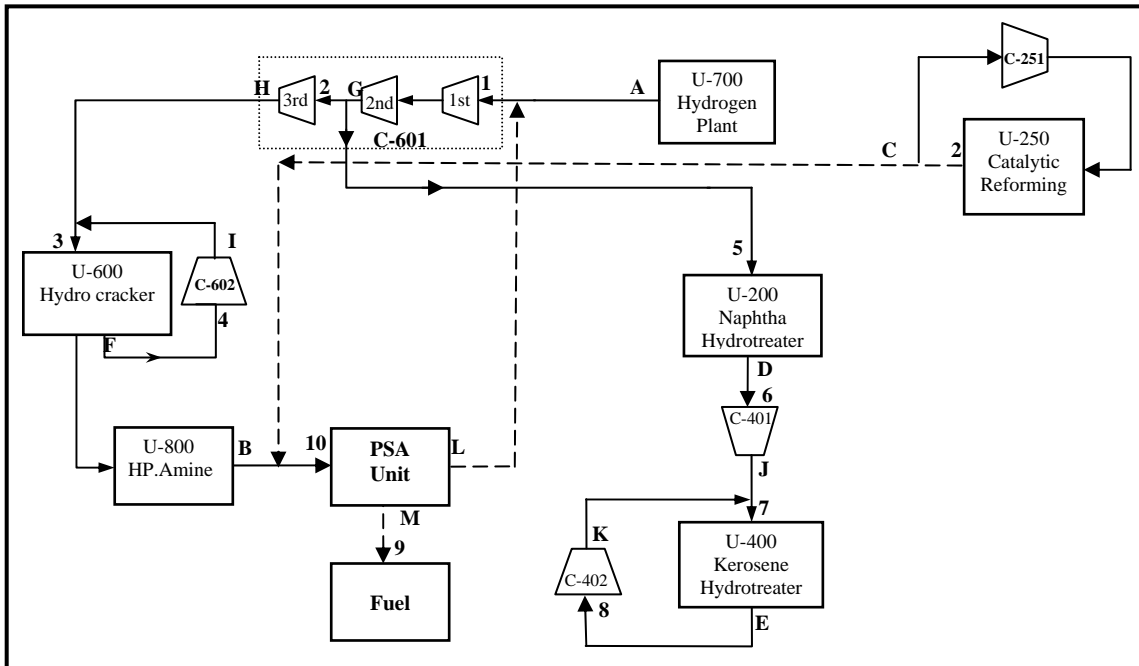 C-251
H
2
G
1
A
U-700
Hydrogen
Plant
3rd
2nd
1st
C-601
C
2
U-250
Catalytic
Reforming
3
I
5
U-600
Hydro cracker
C-602
4
F
U-200
Naphtha
Hydrotreater
D
6
C-401
U-800
HP.Amine
B
10
PSA
Unit
L
J
M
7
9
K
U-400
Kerosene
Hydrotreater
C-402
8
Fuel
E